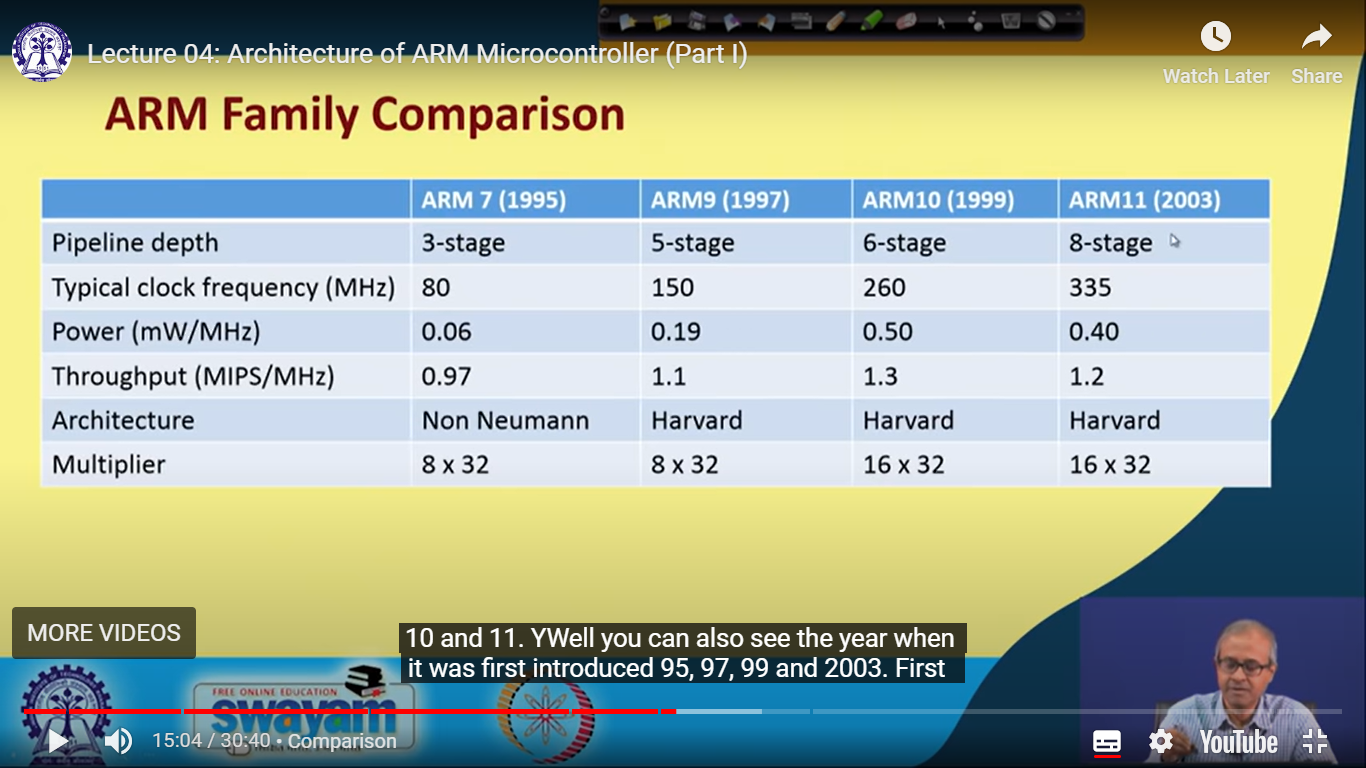 Lecture 04: Architecture of ARM Microcontroller (Part I)
Watch Later
Share
ARM Family Comparison
ARM 7 (1995) ARM9 (1997) ARM10 (1999) ARM11 (2003)
Pipeline depth 3-stage 5-stage 6-stage 8-stage
Typical clock frequency (MHz) 80 150 260 335
Power (mW/MHz) 0.06 0.19 0.50 0.40
Throughput (MIPS/MHz) 0.97 1.1 1.3 1.2
Architecture Non Neumann Harvard Harvard Harvard
Multiplier 8 x 32 8 x 32 16 x 32 16 x 32
MORE VIDEOS
10 and 11. YWell you can also see the year when
it was first introduced 95, 97, 99 and 2003. First
FREE ONLINE EDUCATION
swayam
15:04 / 30:40 • Comparison
YouTube